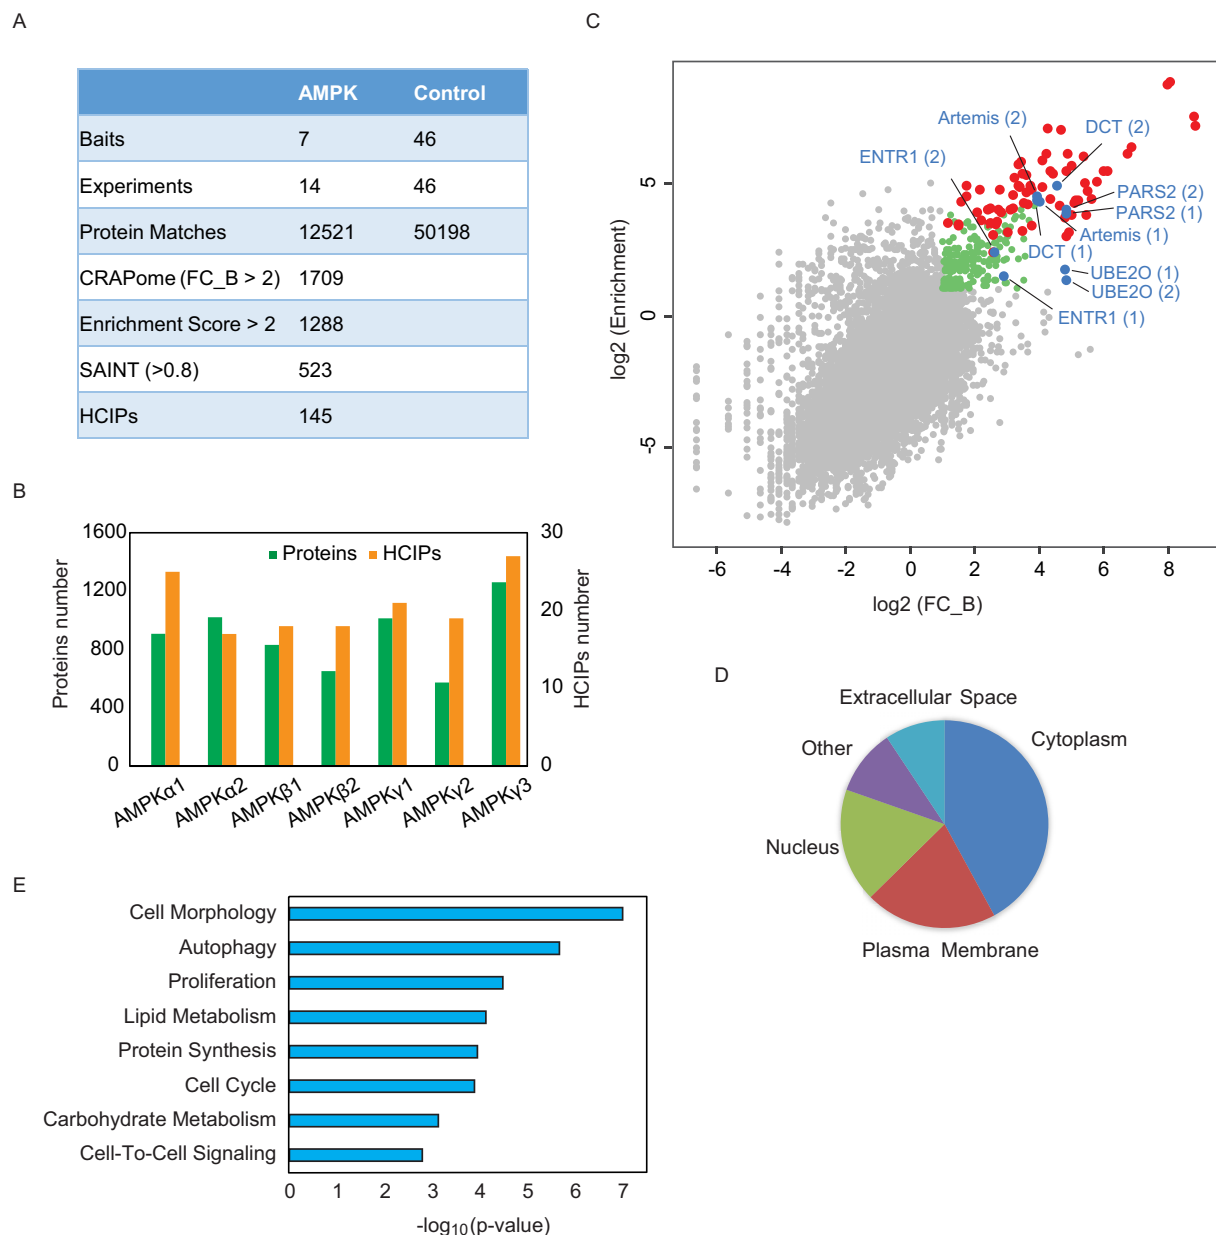 A
AMPK Control
Baits 7 46
Experiments 14 46
Protein Matches 12521 50198
CRAPome (FC_B > 2) 1709
Enrichment Score > 2 1288
SAINT (>0.8) 523
HCIPs 145
B
Proteins HCIPs
Proteins number
1600
1200
800
400
0
HCIPs numbrer
30
20
10
0
AMPKα1 AMPKα2 AMPKβ1 AMPKβ2 AMPKγ1 AMPKγ2 AMPKγ3
C
log2 (Enrichment)
5
0
-5
Artemis (2)
DCT (2)
ENTR1 (2)
PARS2 (2)
PARS2 (1)
Artemis (1)
DCT (1)
UBE2O (1)
UBE2O (2)
ENTR1 (1)
-6 -4 -2 0 2 4 6 8
log2 (FC_B)
D
Extracellular Space
Cytoplasm
Other
Nucleus
Plasma Membrane
E
Cell Morphology
Autophagy
Proliferation
Lipid Metabolism
Protein Synthesis
Cell Cycle
Carbohydrate Metabolism
Cell-To-Cell Signaling
0 1 2 3 4 5 6 7
-log10(p-value)